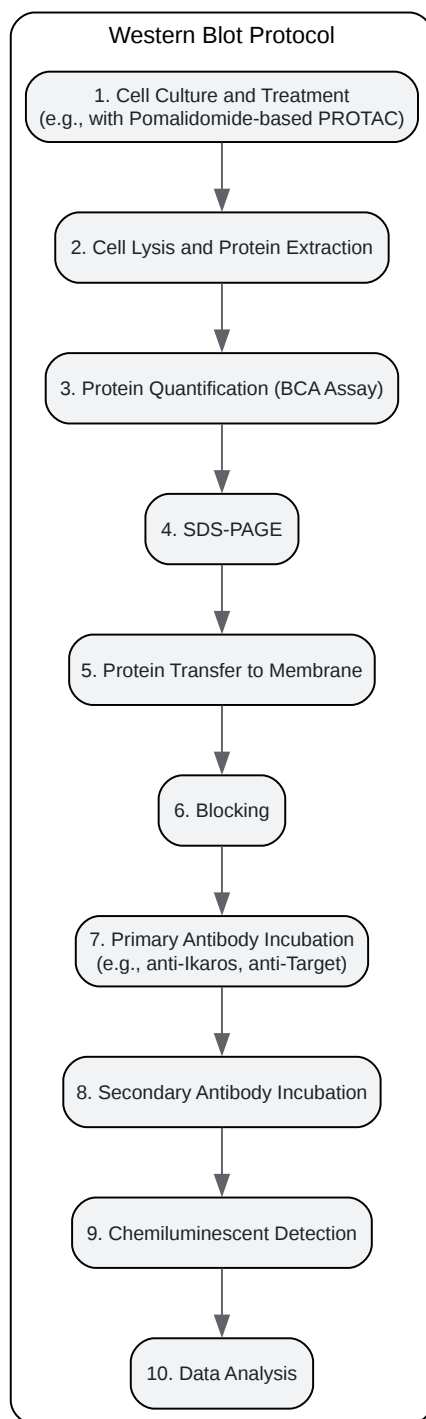 Western Blot Protocol
1. Cell Culture and Treatment
(e.g., with Pomalidomide-based PROTAC)
2. Cell Lysis and Protein Extraction
3. Protein Quantification (BCA Assay)
4. SDS-PAGE
5. Protein Transfer to Membrane
6. Blocking
7. Primary Antibody Incubation
(e.g., anti-Ikaros, anti-Target)
8. Secondary Antibody Incubation
9. Chemiluminescent Detection
10. Data Analysis